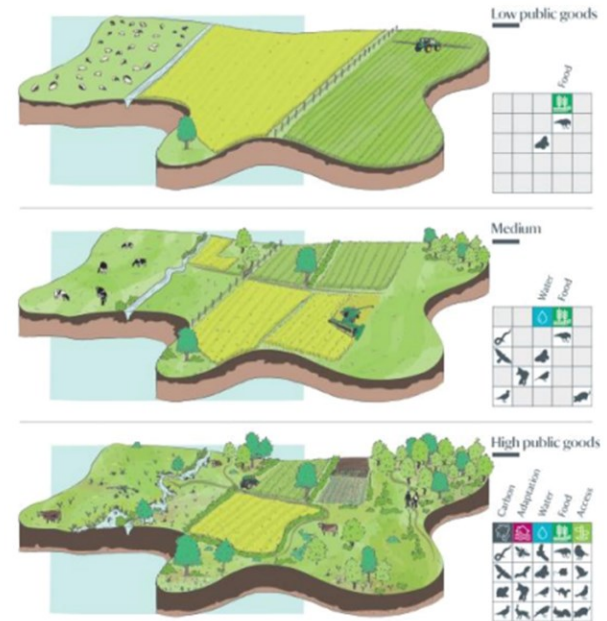 Low public goods
Food
Medium
Water
Food
High public goods
Carbon
Adaptation
Water
Food
Access